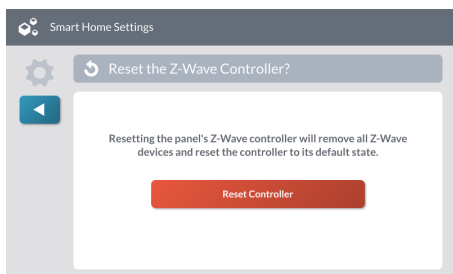 Smart Home Settings
Reset the Z-Wave Controller?
Resetting the panel's Z-Wave controller will remove all Z-Wave
devices and reset the controller to its default state.
Reset Controller